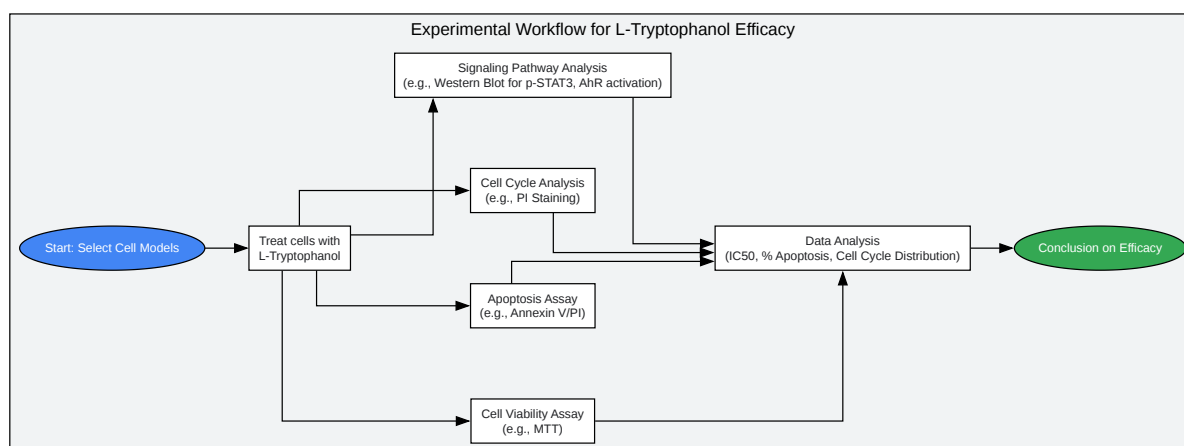 Experimental Workflow for L-Tryptophanol Efficacy
Signaling Pathway Analysis
(e.g., Western Blot for p-STAT3, AhR activation)
Cell Cycle Analysis
(e.g., PI Staining)
Start: Select Cell Models
Treat cells with
L-Tryptophanol
Data Analysis
(IC50, % Apoptosis, Cell Cycle Distribution)
Conclusion on Efficacy
Apoptosis Assay
(e.g., Annexin V/PI)
Cell Viability Assay
(e.g., MTT)